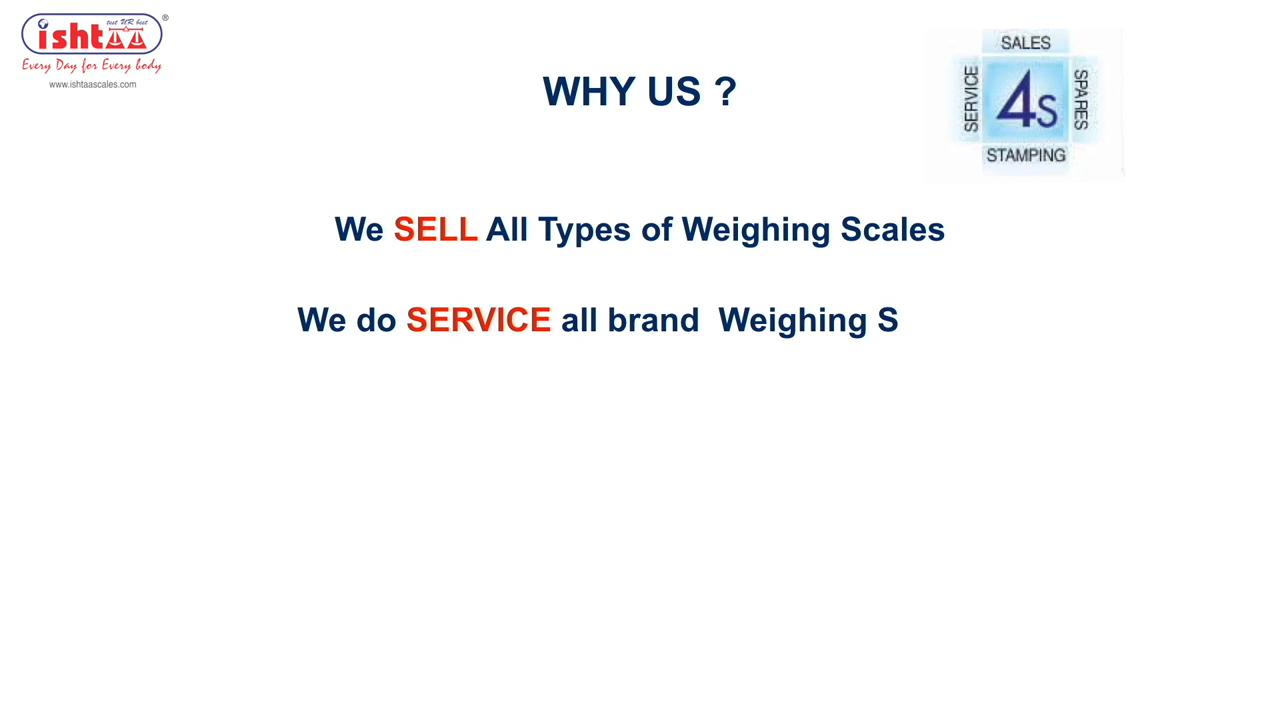 test UR best
ishtaa
®
Every Day for Every body
www.ishtaascales.com
WHY US ?
SALES
SERVICE
4S
SPARES
STAMPING
We SELL All Types of Weighing Scales
We do SERVICE all brand  Weighing S